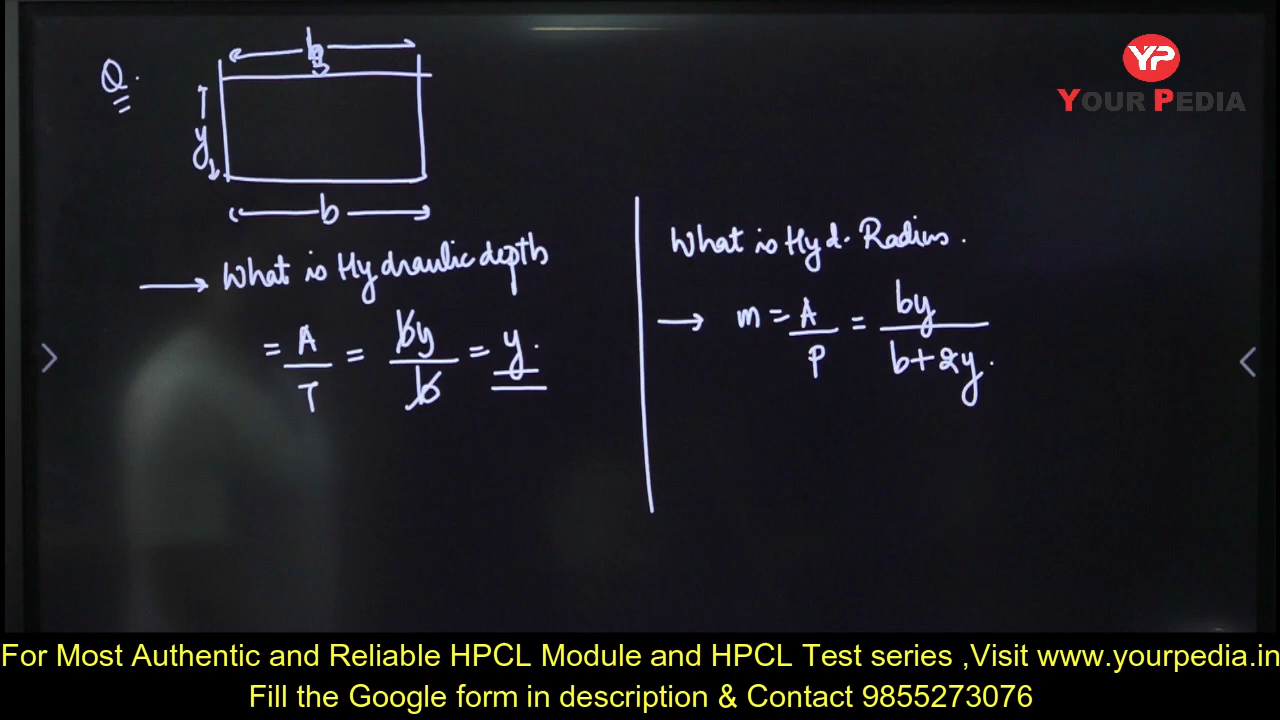 Q.
b
y
b
YP
YOUR PEDIA
→ What is Hydraulic depth
= A/T = by/b = y.
What is Hyd. Radius.
→ m = A/P = by/b+2y.
For Most Authentic and Reliable HPCL Module and HPCL Test series ,Visit www.yourpedia.in
Fill the Google form in description & Contact 9855273076